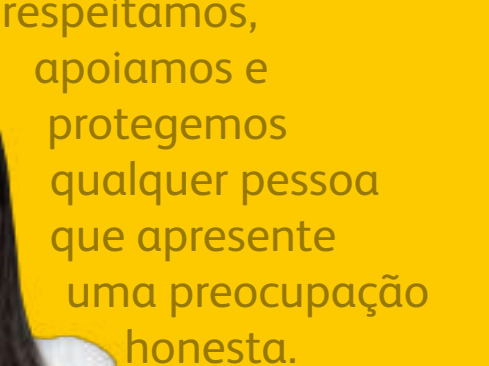 respeitamos,
apoiamos e
protegemos
qualquer pessoa
que apresente
uma preocupação
honesta.